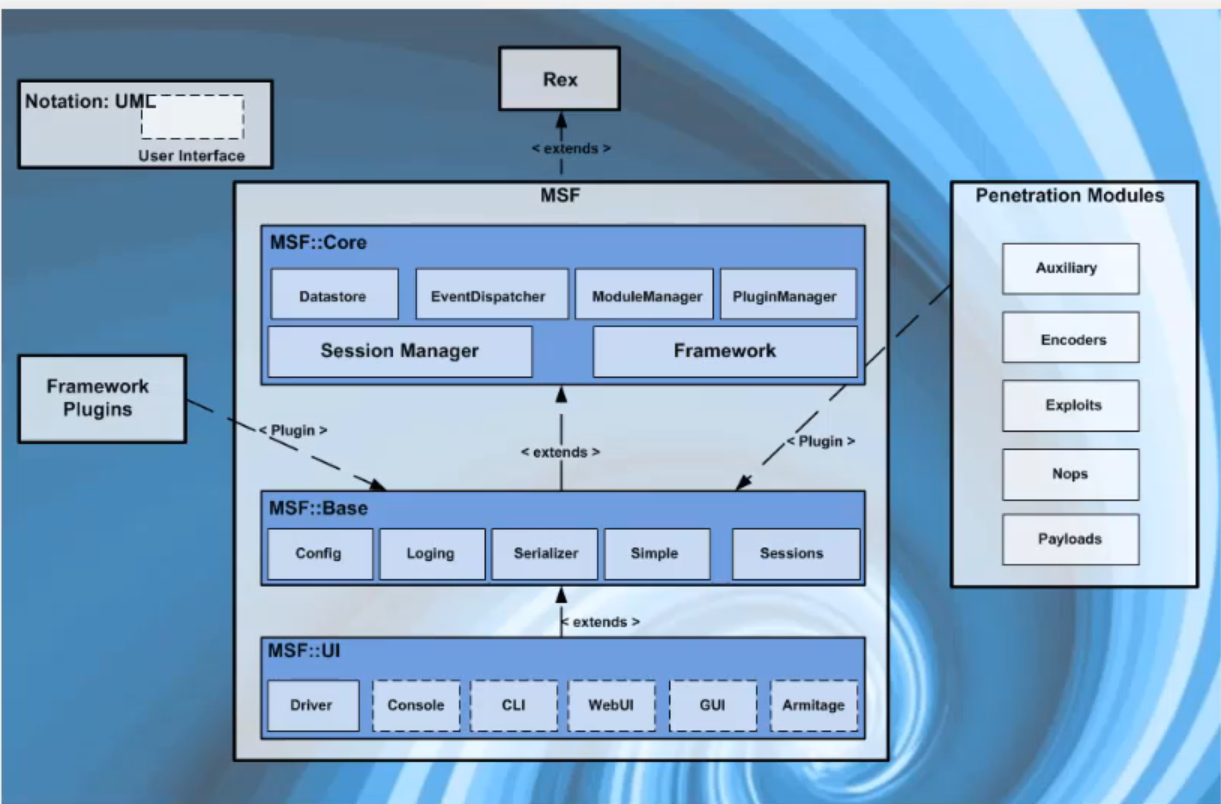 Rex
Notation: UML
User Interface
< extends >
MSF
Penetration Modules
MSF::Core
Datastore
EventDispatcher
ModuleManager
PluginManager
Session Manager
Framework
Auxiliary
Encoders
Exploits
Nops
Payloads
Framework
Plugins
< Plugin >
< extends >
< Plugin >
MSF::Base
Config
Loging
Serializer
Simple
Sessions
< extends >
MSF::UI
Driver
Console
CLI
WebUI
GUI
Armitage